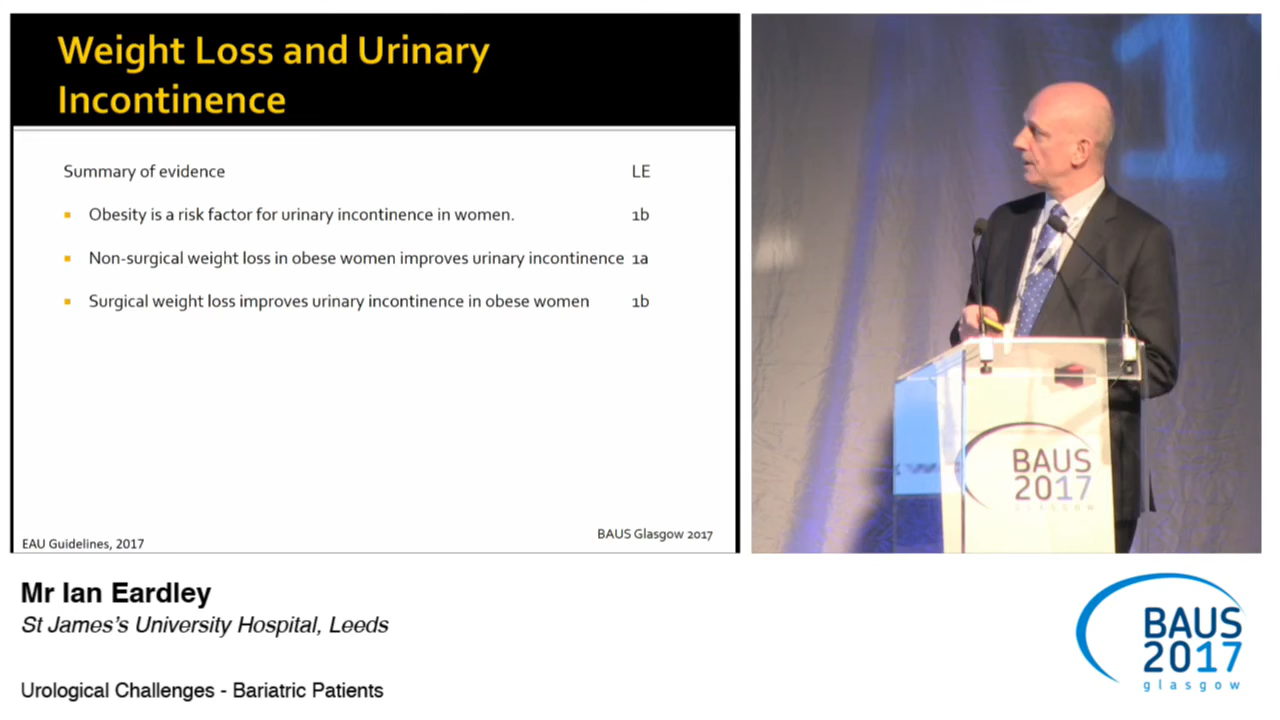 Weight Loss and Urinary
Incontinence
Summary of evidence LE
Obesity is a risk factor for urinary incontinence in women. 1b
Non-surgical weight loss in obese women improves urinary incontinence 1a
Surgical weight loss improves urinary incontinence in obese women 1b
EAU Guidelines, 2017
BAUS Glasgow 2017
1
BAUS
2017
GLASGOW
Mr Ian Eardley
St James's University Hospital, Leeds
Urological Challenges - Bariatric Patients
BAUS
2017
glasgow